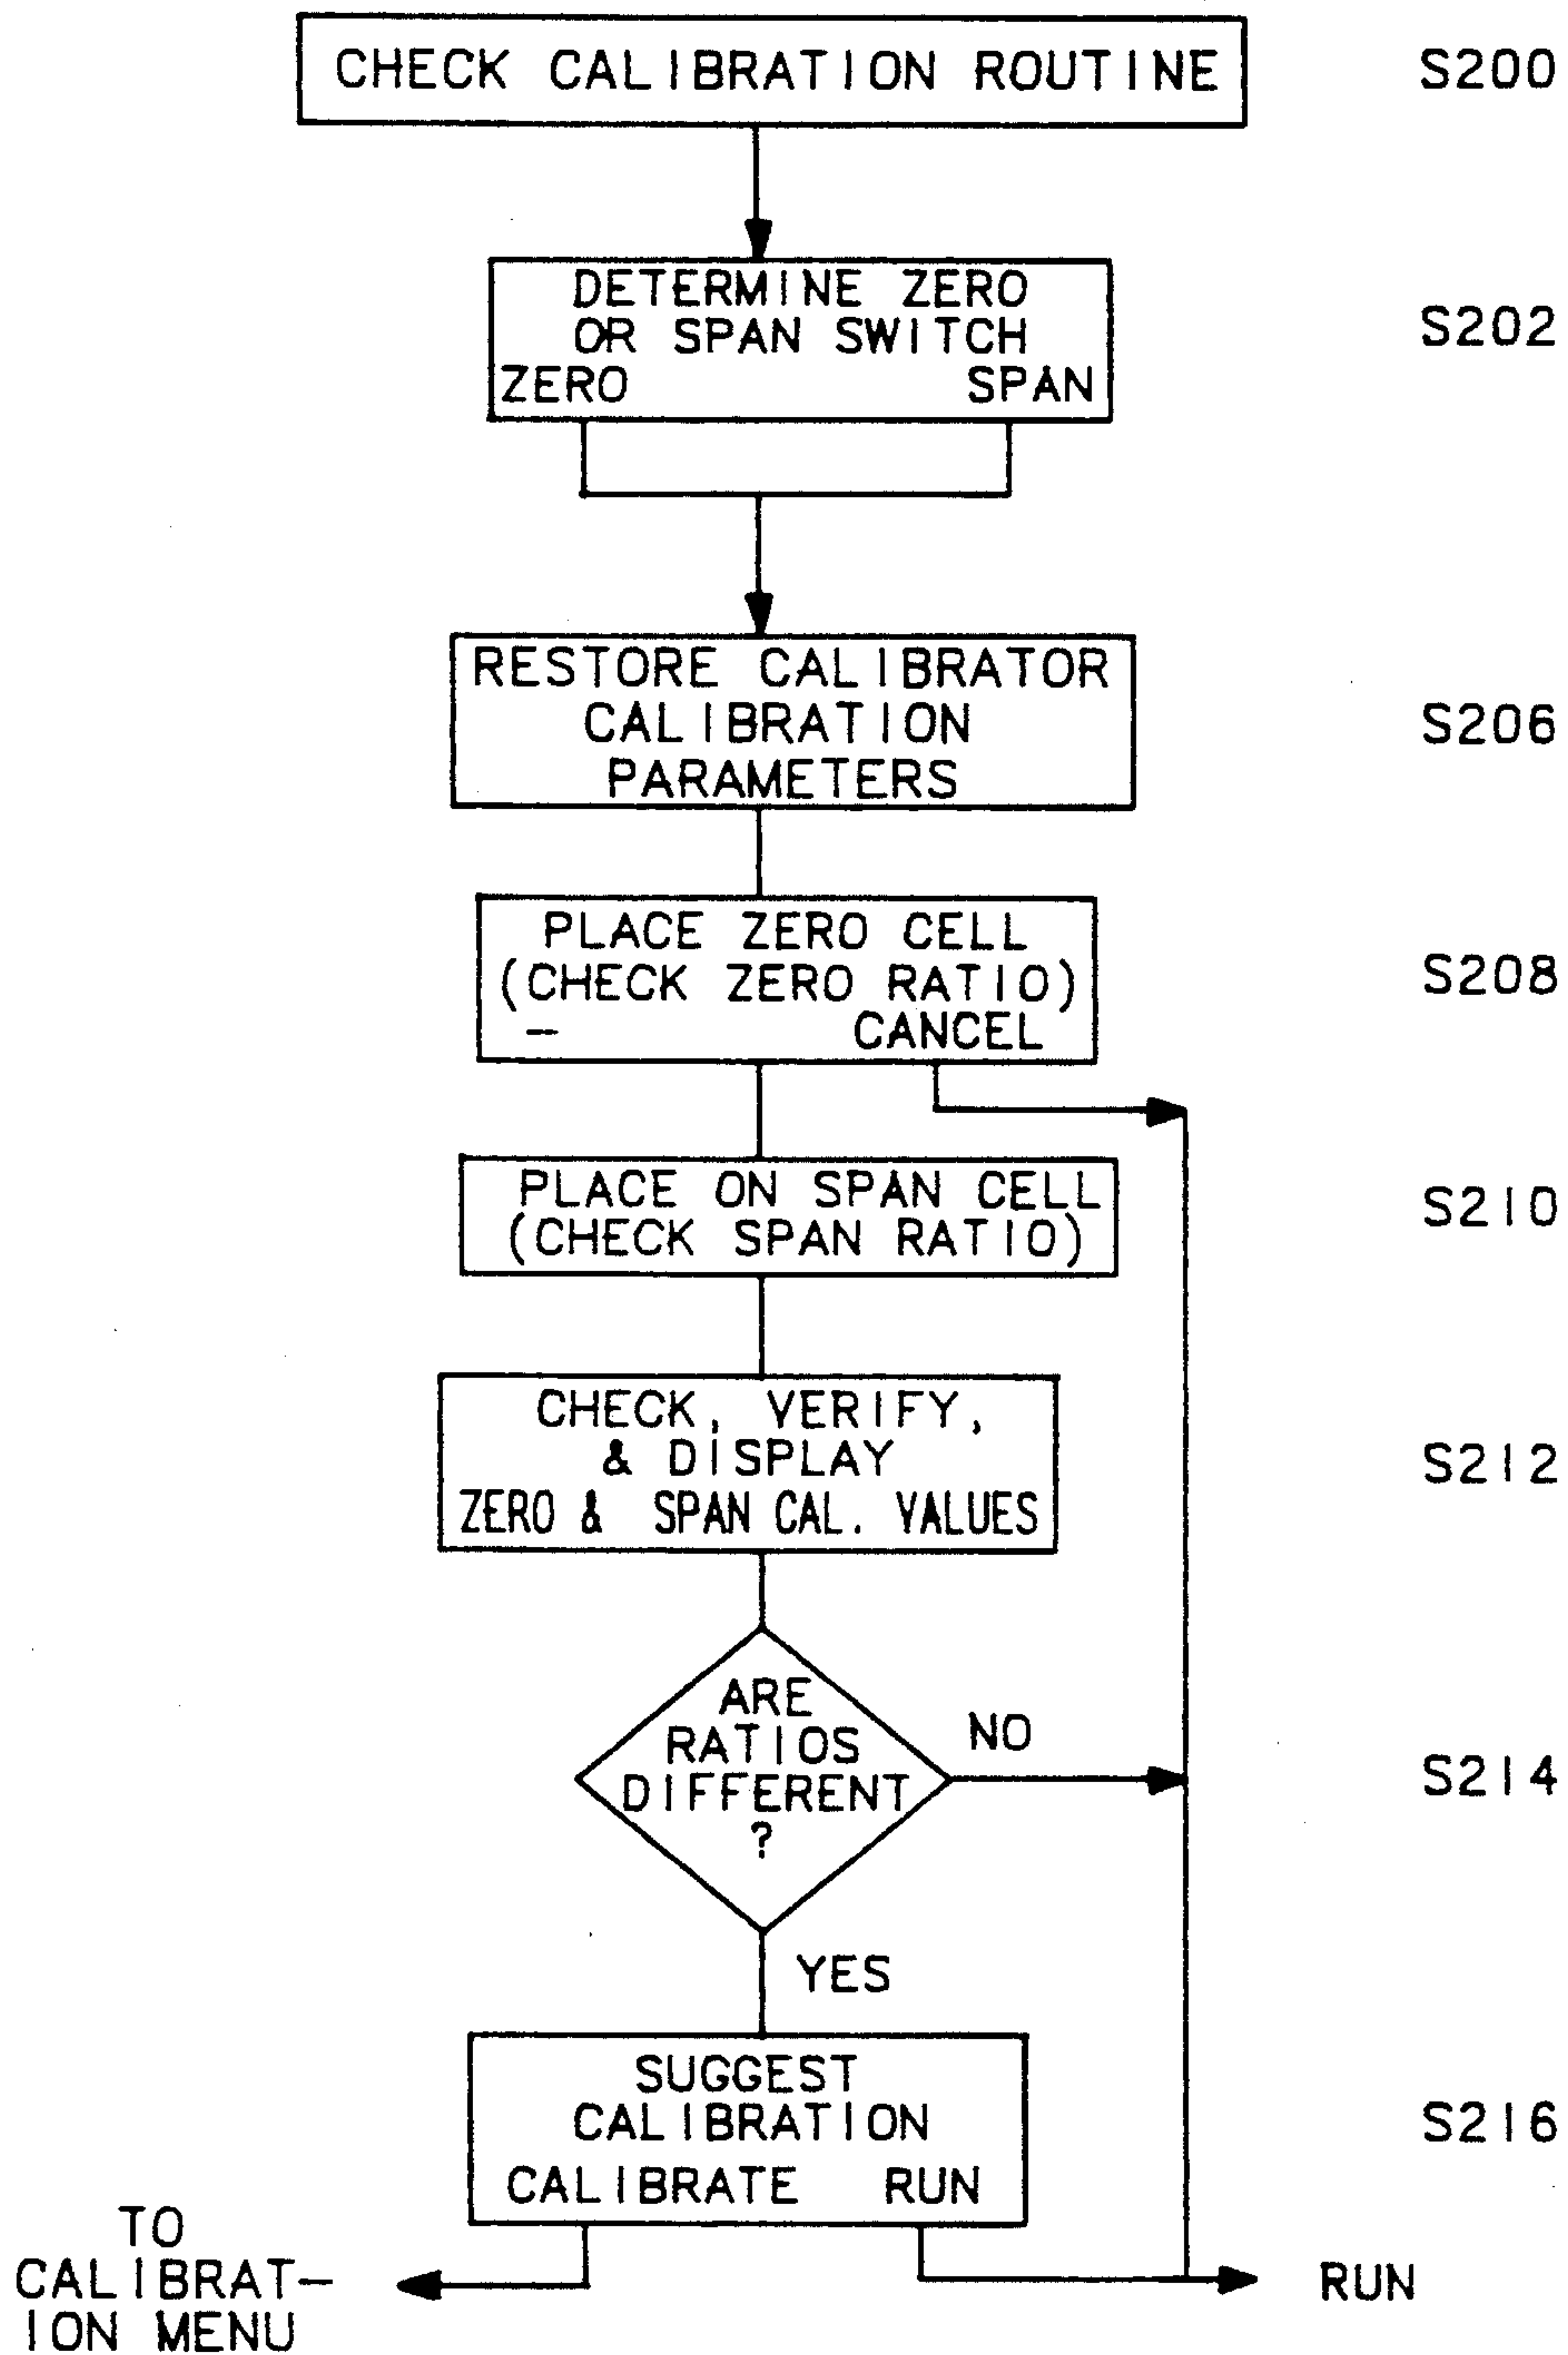 CHECK CALIBRATION ROUTINE
S200
DETERMINE ZERO
OR SPAN SWITCH
ZERO SPAN
S202
RESTORE CALIBRATOR
CALIBRATION
PARAMETERS
S206
PLACE ZERO CELL
(CHECK ZERO RATIO)
– CANCEL
S208
PLACE ON SPAN CELL
(CHECK SPAN RATIO)
S210
CHECK, VERIFY,
& DISPLAY
ZERO & SPAN CAL. VALUES
S212
ARE
RATIOS
DIFFERENT
?
NO
S214
YES
SUGGEST
CALIBRATION
CALIBRATE RUN
S216
TO
CALIBRAT–
ION MENU
RUN